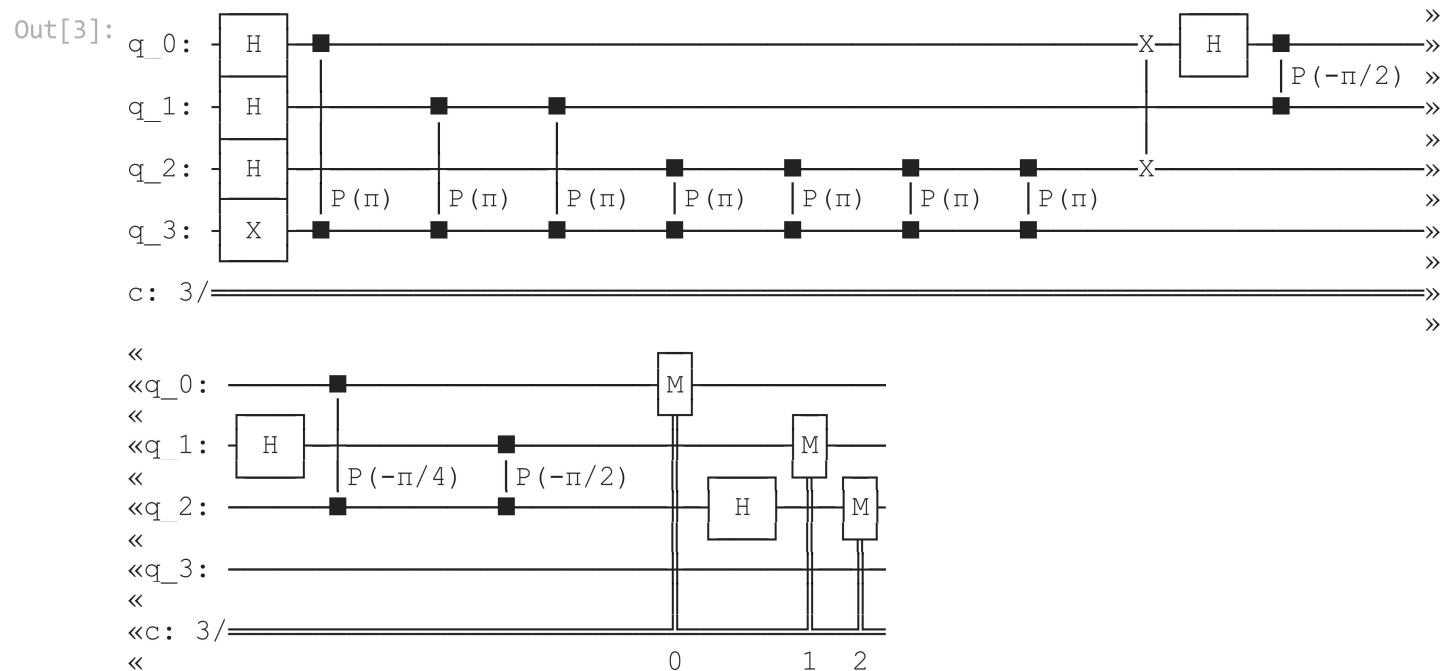 Out[3]:
»
q_0: H X H »
P(-π/2) »
q_1: H »
»
q_2: H X »
P(π) P(π) P(π) P(π) P(π) P(π) P(π) »
q_3: X »
»
c: 3/ »
»
«
«q_0: M
«
«q_1: H M
« P(-π/4) P(-π/2)
«q_2: H M
«
«q_3:
«
«c: 3/
« 0 1 2